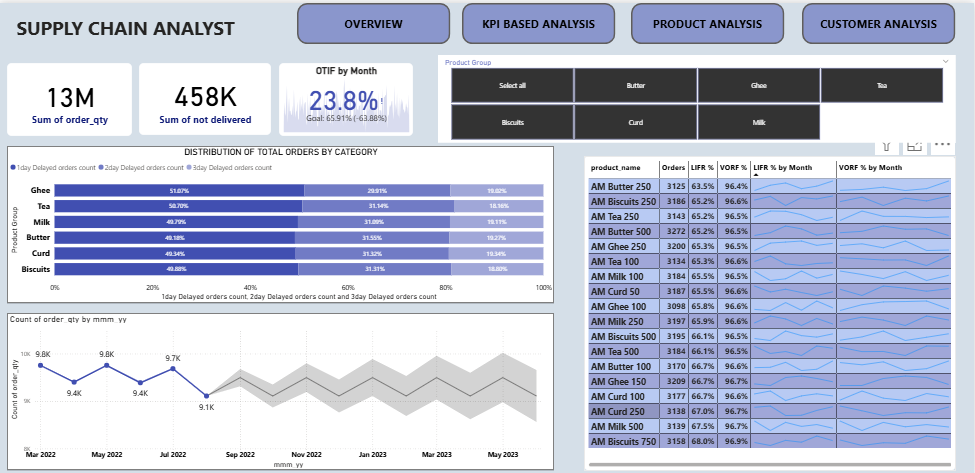 SUPPLY CHAIN ANALYST
OVERVIEW
KPI BASED ANALYSIS
PRODUCT ANALYSIS
CUSTOMER ANALYSIS
13M
Sum of order_qty
458K
Sum of not delivered
OTIF by Month
23.8%!
Goal: 65.91% (-63.88%)
Product Group
Select all
Butter
Ghee
Tea
Biscuits
Curd
Milk
DISTRIBUTION OF TOTAL ORDERS BY CATEGORY
1day Delayed orders count 2day Delayed orders count 3day Delayed orders count
Product Group
Ghee 51.07% 29.91% 19.02%
Tea 50.70% 31.14% 18.16%
Milk 49.79% 31.09% 19.11%
Butter 49.18% 31.55% 19.27%
Curd 49.34% 31.32% 19.34%
Biscuits 49.88% 31.31% 18.80%
0% 20% 40% 60% 80% 100%
1day Delayed orders count, 2day Delayed orders count and 3day Delayed orders count
Count of order_qty by mmm_yy
Count of order_qty
10K
9K
8K
9.8K 9.4K 9.8K 9.4K 9.7K 9.1K
Mar 2022 May 2022 Jul 2022 Sep 2022 Nov 2022 Jan 2023 Mar 2023 May 2023
mmm_yy
product_name Orders LIFR % VORF % LIFR % by Month VORF % by Month
AM Butter 250 3125 63.5% 96.4%
AM Biscuits 250 3186 65.2% 96.6%
AM Tea 250 3143 65.2% 96.5%
AM Butter 500 3272 65.2% 96.5%
AM Ghee 250 3200 65.3% 96.5%
AM Tea 100 3134 65.3% 96.6%
AM Milk 100 3184 65.5% 96.5%
AM Curd 50 3187 65.5% 96.6%
AM Ghee 100 3098 65.8% 96.6%
AM Milk 250 3197 65.9% 96.6%
AM Biscuits 500 3195 66.1% 96.5%
AM Tea 500 3184 66.1% 96.5%
AM Butter 100 3170 66.7% 96.6%
AM Ghee 150 3209 66.7% 96.7%
AM Curd 100 3177 66.7% 96.6%
AM Curd 250 3138 67.0% 96.7%
AM Milk 500 3139 67.5% 96.7%
AM Biscuits 750 3158 68.0% 96.9%